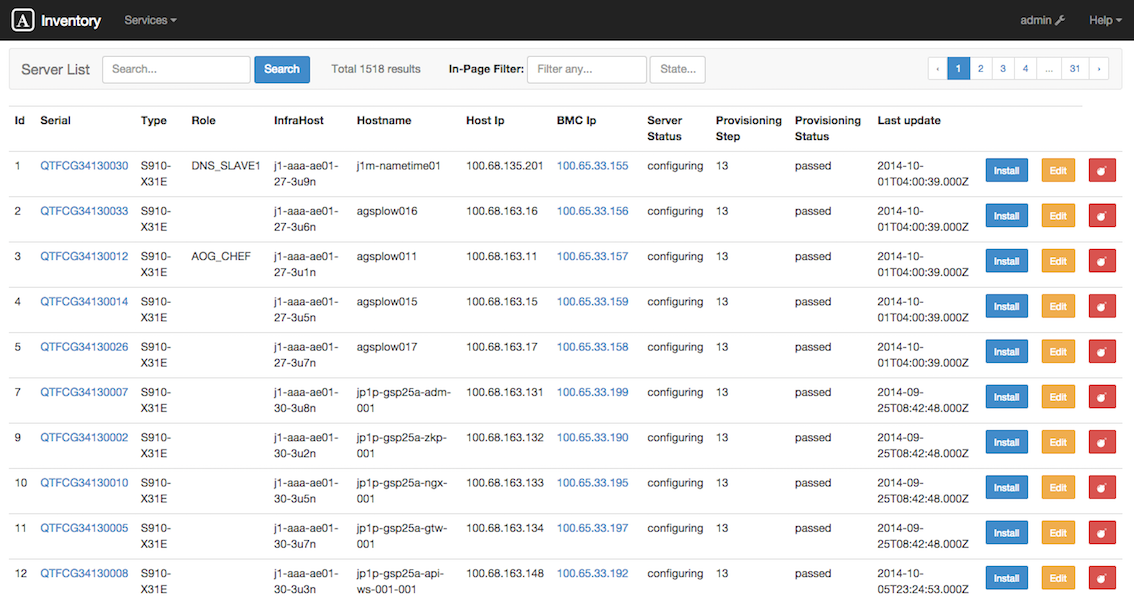 A Inventory Services admin Help
Server List Search... Search Total 1518 results In-Page Filter: Filter any... State... ‹ 1 2 3 4 ... 31 ›
Id Serial Type Role InfraHost Hostname Host Ip BMC Ip Server Provisioning Provisioning Last update
Status Step Status
1 QTFCG34130030 S910- DNS_SLAVE1 j1-aaa-ae01- j1m-nametime01 100.68.135.201 100.65.33.155 configuring 13 passed 2014-10- Install Edit
X31E 27-3u9n 01T04:00:39.000Z
2 QTFCG34130033 S910- j1-aaa-ae01- agsplow016 100.68.163.16 100.65.33.156 configuring 13 passed 2014-10- Install Edit
X31E 27-3u6n 01T04:00:39.000Z
3 QTFCG34130012 S910- AOG_CHEF j1-aaa-ae01- agsplow011 100.68.163.11 100.65.33.157 configuring 13 passed 2014-10- Install Edit
X31E 27-3u1n 01T04:00:39.000Z
4 QTFCG34130014 S910- j1-aaa-ae01- agsplow015 100.68.163.15 100.65.33.159 configuring 13 passed 2014-10- Install Edit
X31E 27-3u5n 01T04:00:39.000Z
5 QTFCG34130026 S910- j1-aaa-ae01- agsplow017 100.68.163.17 100.65.33.158 configuring 13 passed 2014-10- Install Edit
X31E 27-3u7n 01T04:00:39.000Z
7 QTFCG34130007 S910- j1-aaa-ae01- jp1p-gsp25a-adm- 100.68.163.131 100.65.33.199 configuring 13 passed 2014-09- Install Edit
X31E 30-3u8n 001 25T08:42:48.000Z
9 QTFCG34130002 S910- j1-aaa-ae01- jp1p-gsp25a-zkp- 100.68.163.132 100.65.33.190 configuring 13 passed 2014-09- Install Edit
X31E 30-3u2n 001 25T08:42:48.000Z
10 QTFCG34130010 S910- j1-aaa-ae01- jp1p-gsp25a-ngx- 100.68.163.133 100.65.33.195 configuring 13 passed 2014-09- Install Edit
X31E 30-3u5n 001 25T08:42:48.000Z
11 QTFCG34130005 S910- j1-aaa-ae01- jp1p-gsp25a-gtw- 100.68.163.134 100.65.33.197 configuring 13 passed 2014-09- Install Edit
X31E 30-3u7n 001 25T08:42:48.000Z
12 QTFCG34130008 S910- j1-aaa-ae01- jp1p-gsp25a-api- 100.68.163.148 100.65.33.192 configuring 13 passed 2014-10- Install Edit
X31E 30-3u3n ws-001-001 05T23:24:53.000Z